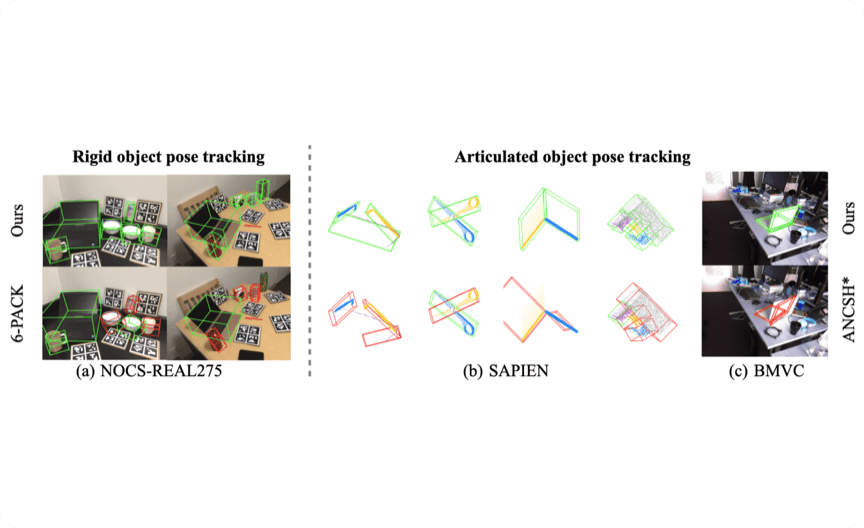 Rigid object pose tracking
Articulated object pose tracking
Ours
6-PACK
Ours
ANCSH*
(a) NOCS-REAL275
(b) SAPIEN
(c) BMVC